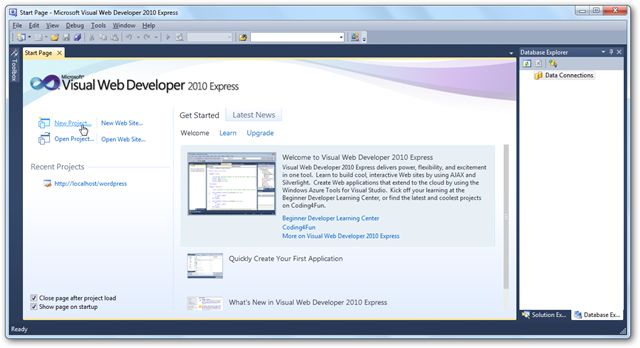 Start Page - Microsoft Visual Web Developer 2010 Express
File Edit View Debug Tools Window Help
Toolbox
Start Page
Microsoft
Visual Web Developer 2010 Express
New Project... New Web Site...
Open Project... Open Web Site...
Recent Projects
http://localhost/wordpress
Close page after project load
Show page on startup
Get Started Latest News
Welcome Learn Upgrade
Welcome to Visual Web Developer 2010 Express
Visual Web Developer 2010 Express delivers power, flexibility, and excitement
in one tool. Learn to build cool, interactive Web sites by using AJAX and
Silverlight. Create Web applications that extend to the cloud by using the
Windows Azure Tools for Visual Studio. Kick off your learning at the
Beginner Developer Learning Center, or find the latest and coolest projects
on Coding4Fun.
Beginner Developer Learning Center
Coding4Fun
More on Visual Web Developer 2010 Express
Quickly Create Your First Application
What's New in Visual Web Developer 2010 Express
Database Explorer
Data Connections
Solution Ex... Database Ex...
Ready